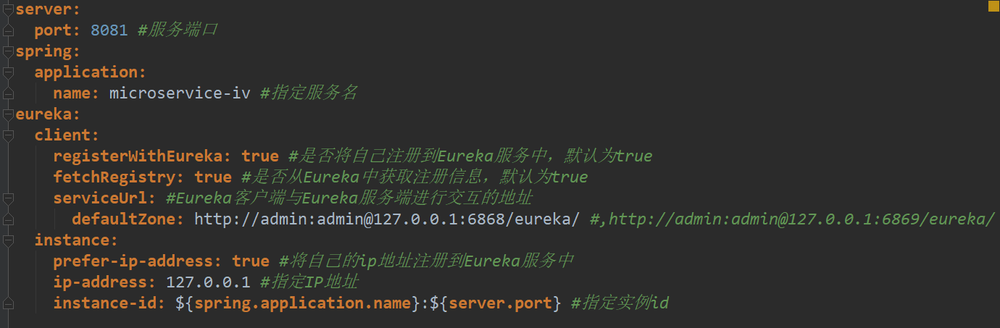 server:
  port: 8081 #服务端口
spring:
  application:
    name: microservice-iv #指定服务名
eureka:
  client:
    registerWithEureka: true #是否将自己注册到Eureka服务中，默认为true
    fetchRegistry: true #是否从Eureka中获取注册信息，默认为true
    serviceUrl: #Eureka客户端与Eureka服务端进行交互的地址
      defaultZone: http://admin:admin@127.0.0.1:6868/eureka/ #,http://admin:admin@127.0.0.1:6869/eureka/
  instance:
    prefer-ip-address: true #将自己的ip地址注册到Eureka服务中
    ip-address: 127.0.0.1 #指定IP地址
    instance-id: ${spring.application.name}:${server.port} #指定实例id